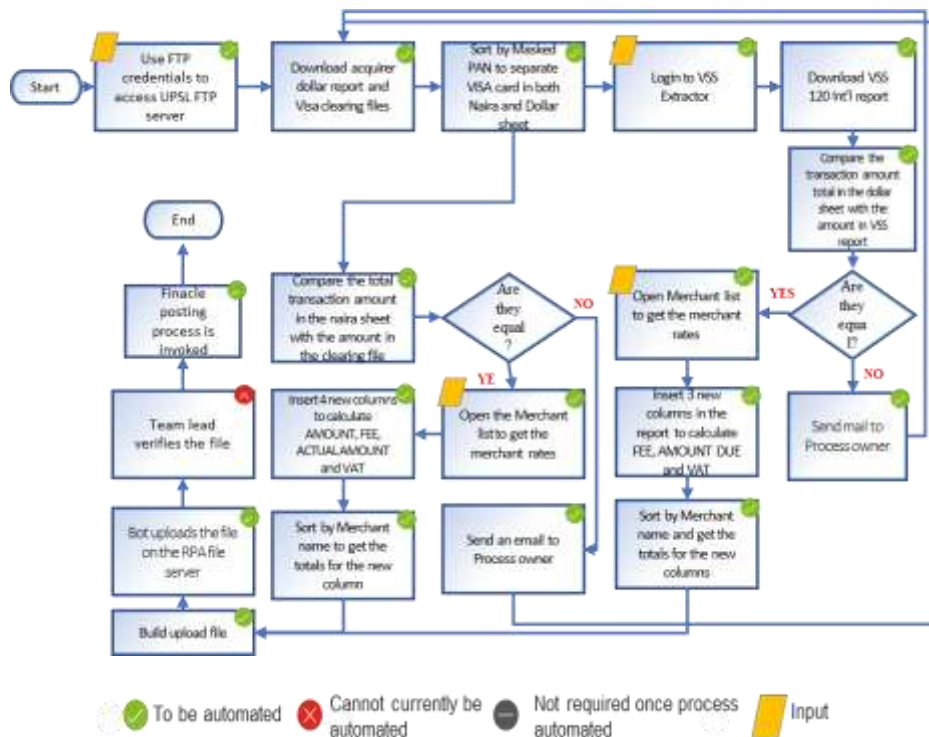 Start
Use FTP
credentials to
access UPSL FTP
server
Download acquirer
dollar report and
Visa clearing files
Sort by Masked
PAN to separate
VISA card in both
Naira and Dollar
sheet
Login to VSS
Extractor
Download VSS
120 Int'l report
Compare the
transaction amount
total in the dollar
sheet with the
amount in VSS
report
End
Finacle
posting
process is
invoked
Compare the total
transaction amount
in the naira sheet
with the amount in
the clearing file
Are
they
equal
?
NO
Open Merchant list
to get the merchant
rates
YES
Are
they
equa
l?
NO
Team lead
verifies the file
Insert 4 new columns
to calculate
AMOUNT, FEE,
ACTUAL AMOUNT
and VAT
YE
Open the Merchant
list to get the
merchant rates
Insert 3 new
columns in the
report to calculate
FEE, AMOUNT DUE
and VAT
Send mail to
Process owner
Bot uploads the file
on the RPA file
server
Sort by Merchant
name to get the
totals for the new
column
Send an email to
Process owner
Sort by Merchant
name and get the
totals for the new
columns
Build upload file
To be automated
Cannot currently be
automated
Not required once process
automated
Input